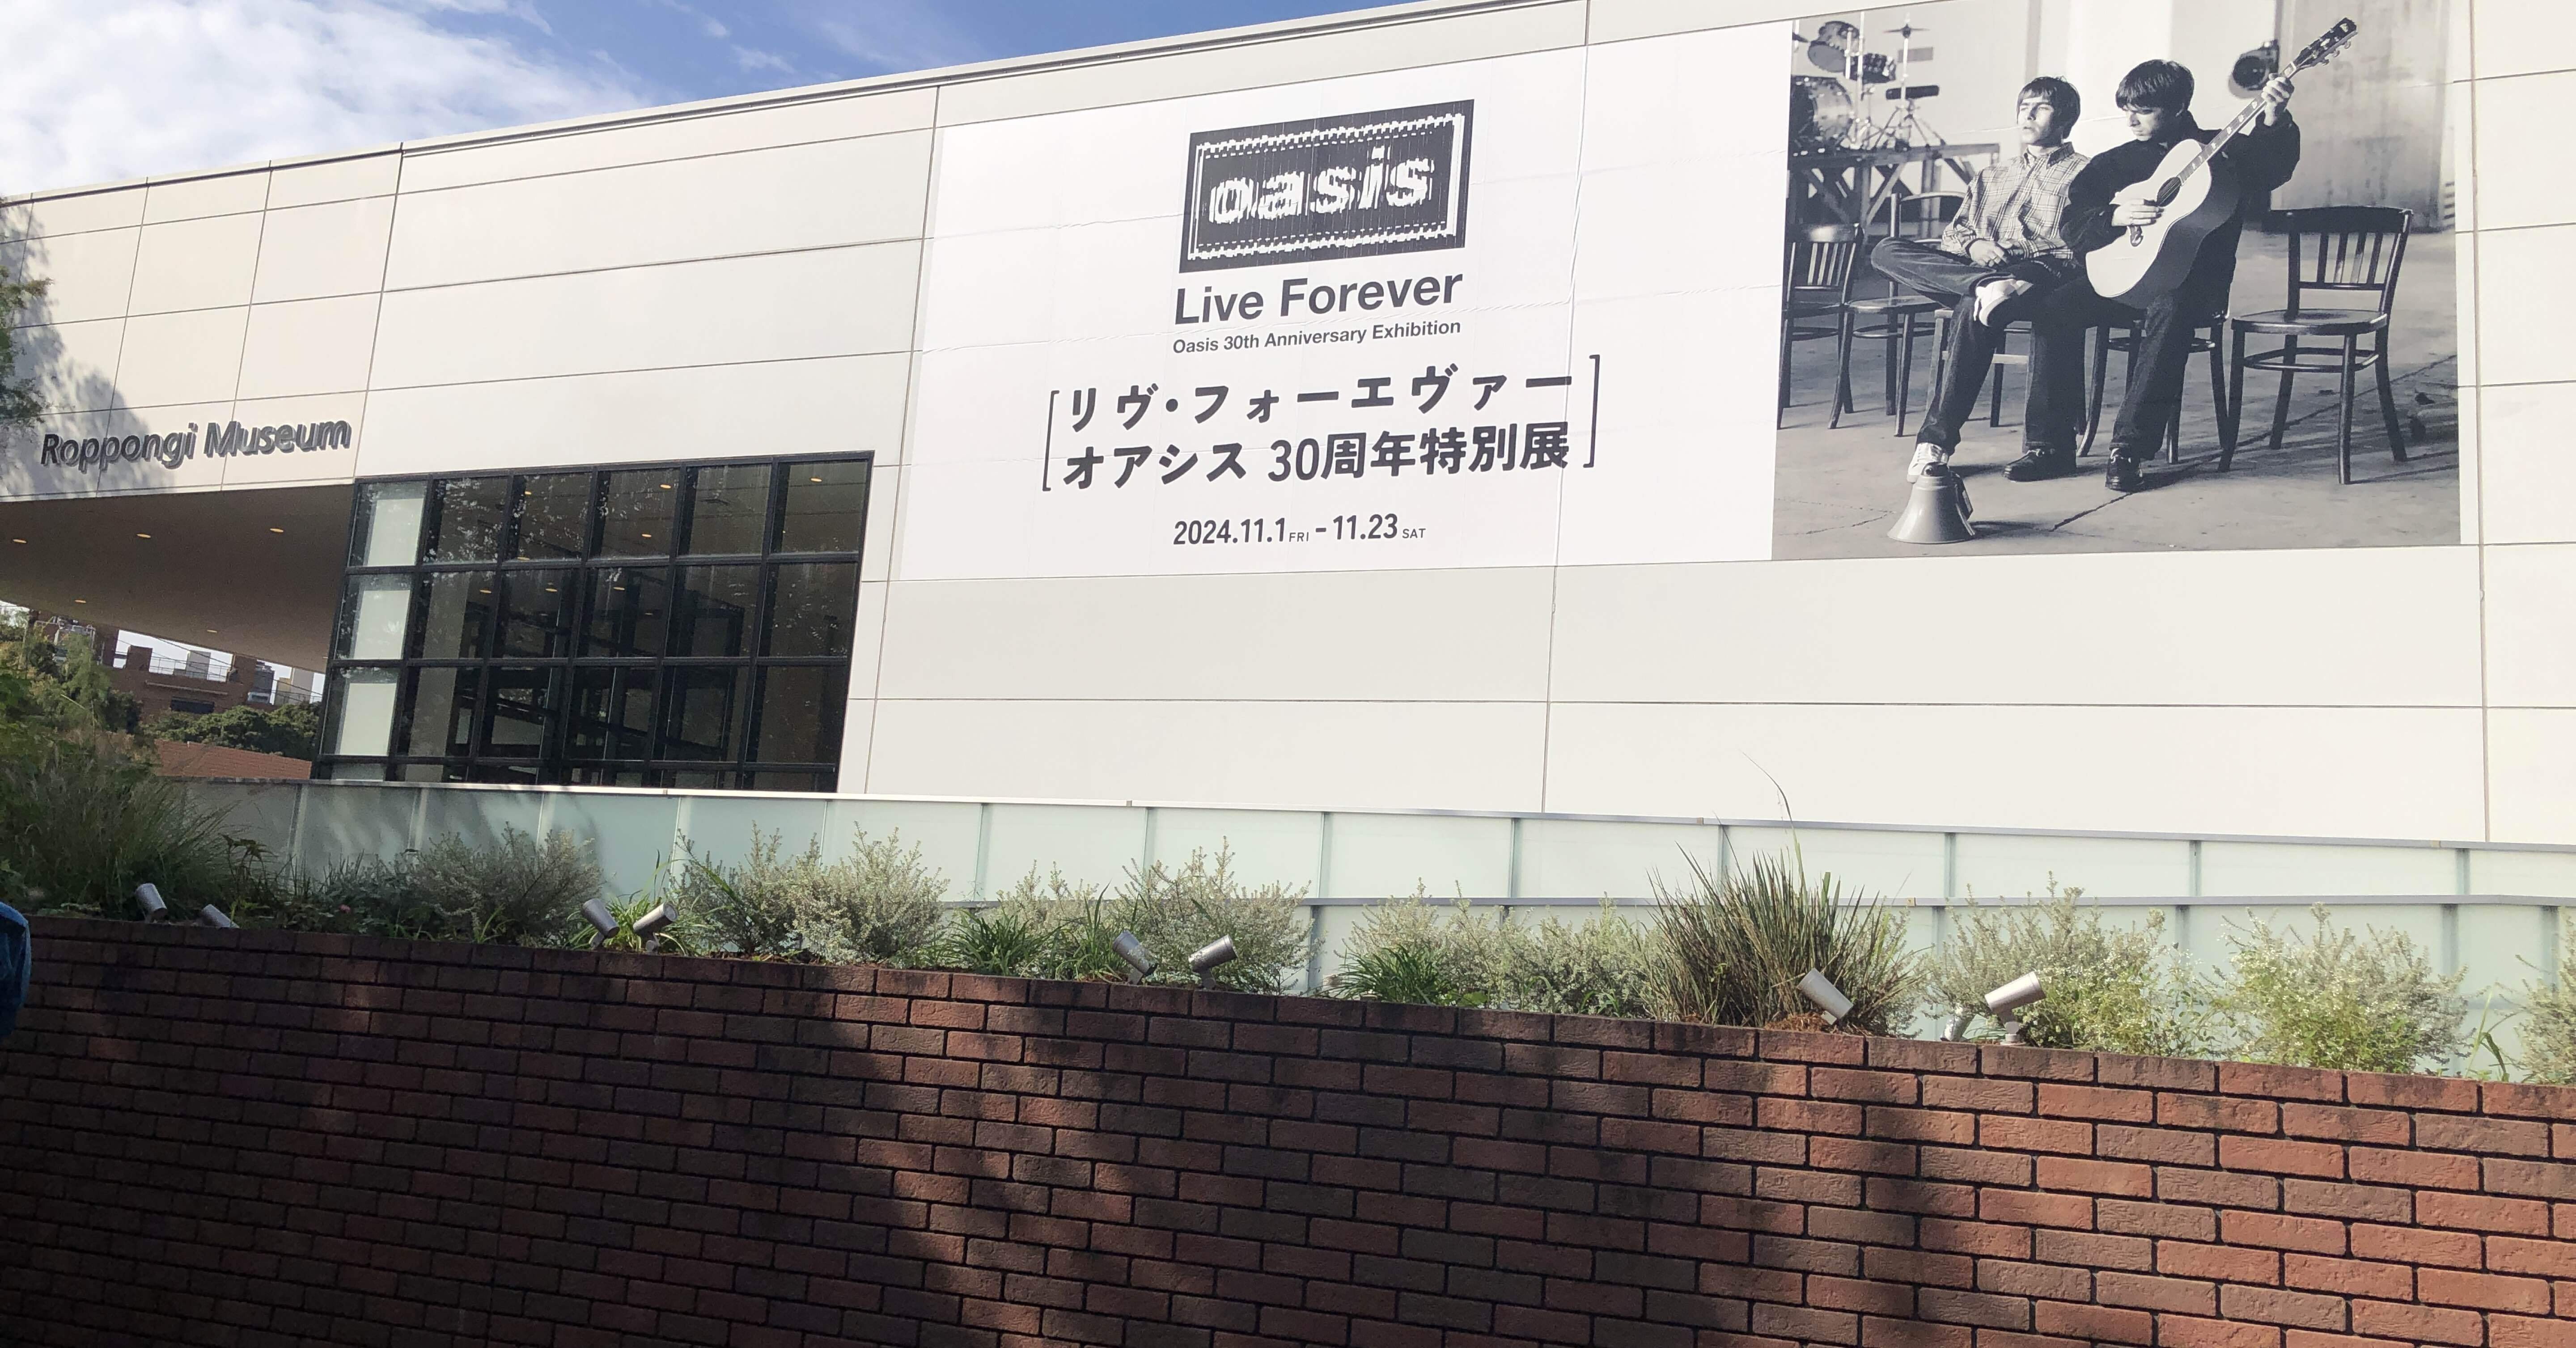 Roppongi Museum
oasis
Live Forever
Oasis 30th Anniversary Exhibition
[リヴ・フォーエヴァー
オアシス 30周年特別展]
2024.11.1 FRI - 11.23 SAT